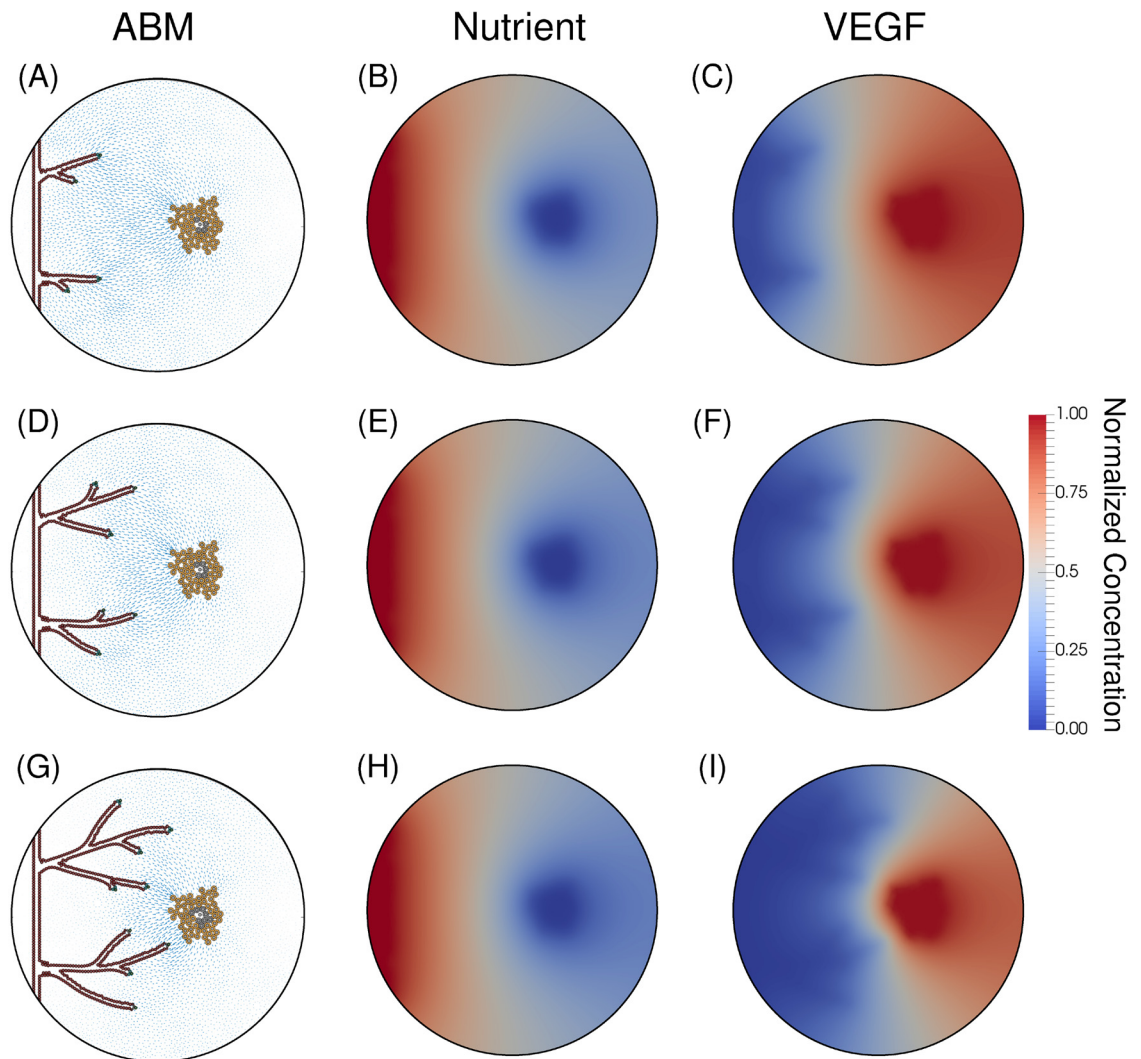 ABM Nutrient VEGF
(A) (B) (C)
(D) (E) (F)
1.00
0.75
0.5
0.25
0.00
Normalized Concentration
(G) (H) (I)